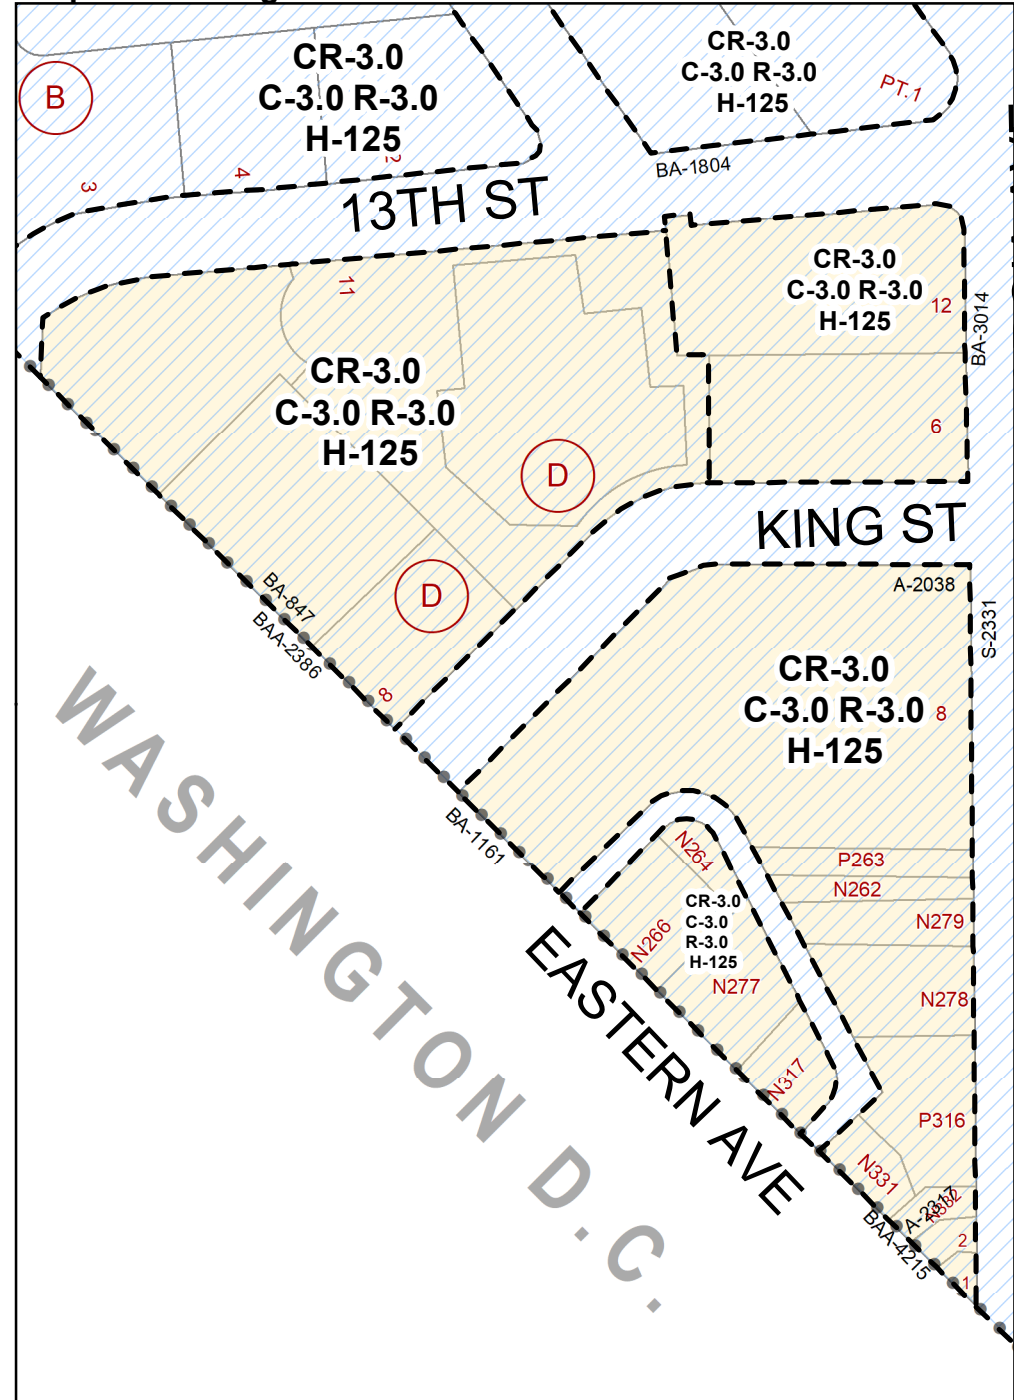 CR-3.0
C-3.0 R-3.0
H-125
CR-3.0
C-3.0 R-3.0
H-125
B
PT.1
3
4
2
BA-1804
13TH ST
11
CR-3.0
C-3.0 R-3.0
H-125
12
BA-3014
CR-3.0
C-3.0 R-3.0
H-125
6
D
KING ST
D
A-2038
BA-847
BAA-2386
S-2331
8
CR-3.0
C-3.0 R-3.0
H-125
8
WASHINGTON D.C.
BA-1161
N264
P263
N262
CR-3.0
C-3.0
R-3.0
H-125
N266
N279
N277
N278
EASTERN AVE
N317
P316
N331
N332
A-2317
BAA-4215
2
1